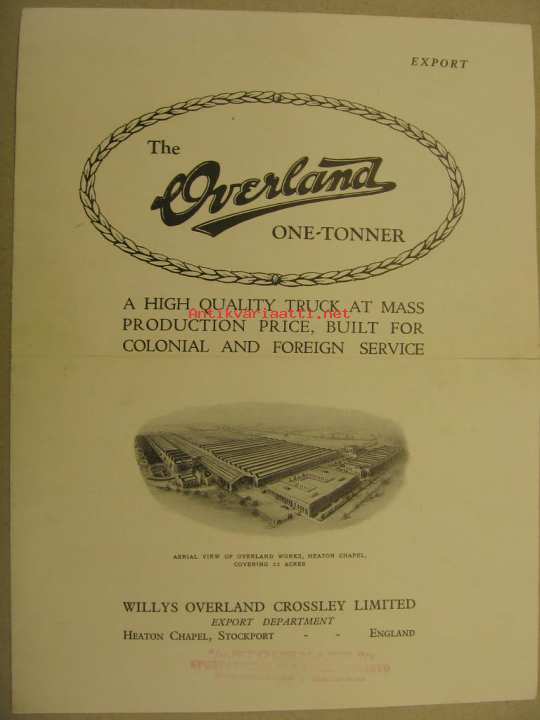 EXPORT
The
Overland
ONE-TONNER
A HIGH QUALITY TRUCK AT MASS
Antikvariaatti.net
PRODUCTION PRICE, BUILT FOR
COLONIAL AND FOREIGN SERVICE
AERIAL VIEW OF OVERLAND WORKS, HEATON CHAPEL,
COVERING 22 ACRES
WILLYS OVERLAND CROSSLEY LIMITED
EXPORT DEPARTMENT
HEATON CHAPEL, STOCKPORT - - ENGLAND